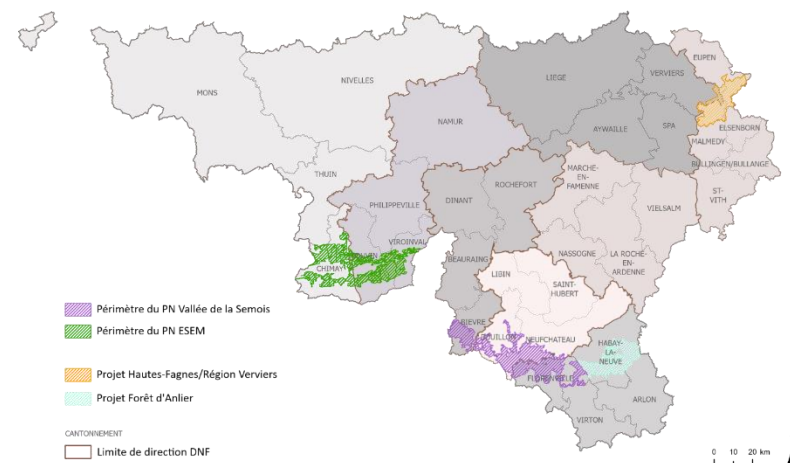 EUPEN
NIVELLES
LIEGE
VERVIERS
MONS
NAMUR
AYWAILLE
SPA
ELSENBORN
MALMEDY
BULLINGEN/BULLANGE
THUIN
MARCHE-
EN-
FAMENNE
ROCHEFORT
ST-
VITH
DINANT
PHILIPPEVILLE
VIELSALM
VIROINVAL
NASSOGNE
LA ROCHE-
EN-
ARDENNE
BEAURAING
CHIMAY
LIBIN
SAINT-
HUBERT
BIEVRE
BOUILLON
NEUFCHATEAU
HABAY-
LA-
NEUVE
FLORENVILLE
ARLON
VIRTON
Périmètre du PN Vallée de la Semois
Périmètre du PN ESEM
Projet Hautes-Fagnes/Région Verviers
Projet Forêt d'Anlier
CANTONNEMENT
Limite de direction DNF
0 10 20 km